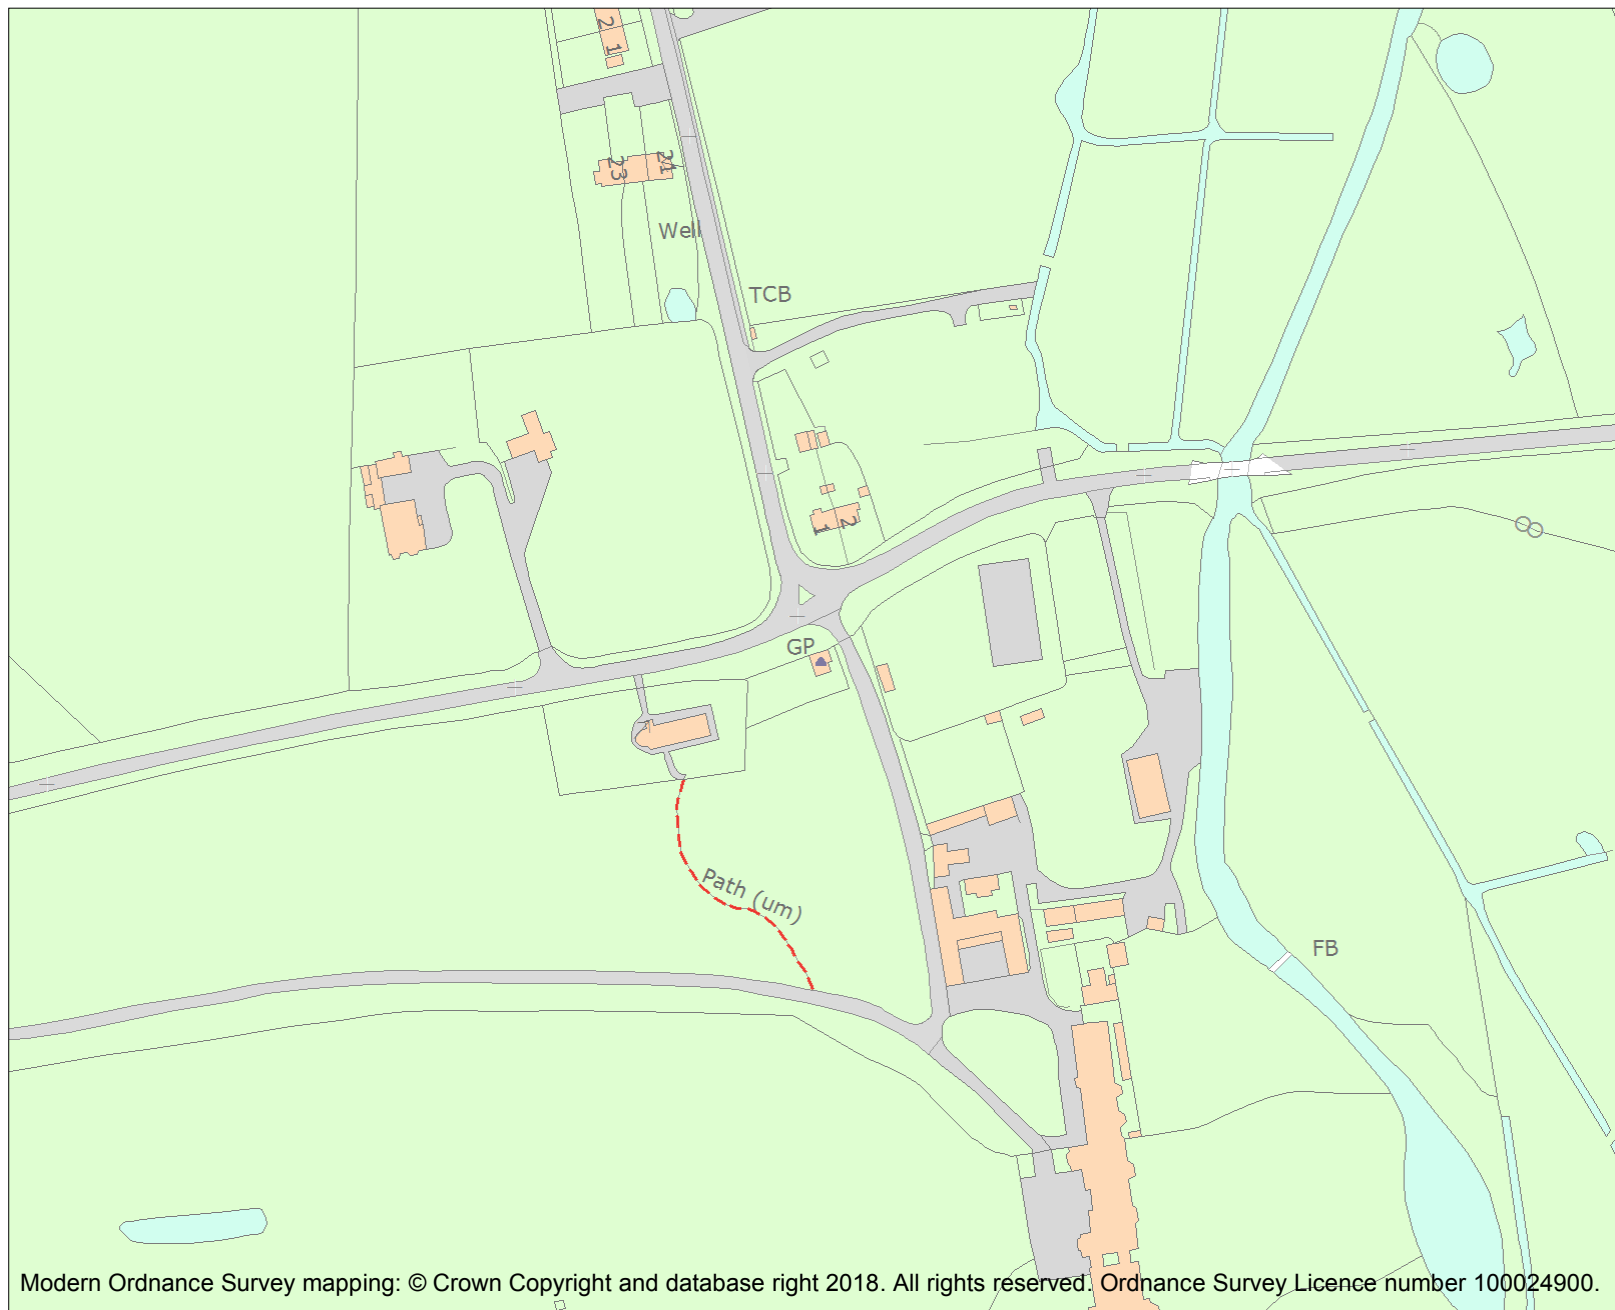 2
1
23
21
Well
TCB
1
2
GP
Path (um)
FB
Modern Ordnance Survey mapping: © Crown Copyright and database right 2018. All rights reserved. Ordnance Survey Licence number 100024900.